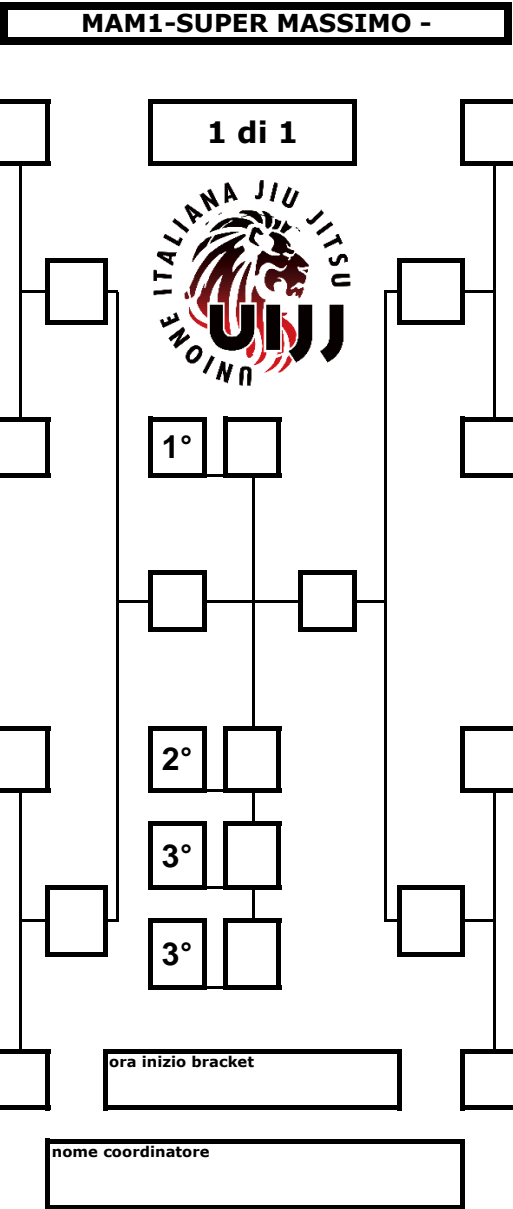 MAM1-SUPER MASSIMO -
1 di 1
UNIONE ITALIANA JIU JITSU
UIJJ
1°
2°
3°
3°
ora inizio bracket
nome coordinatore